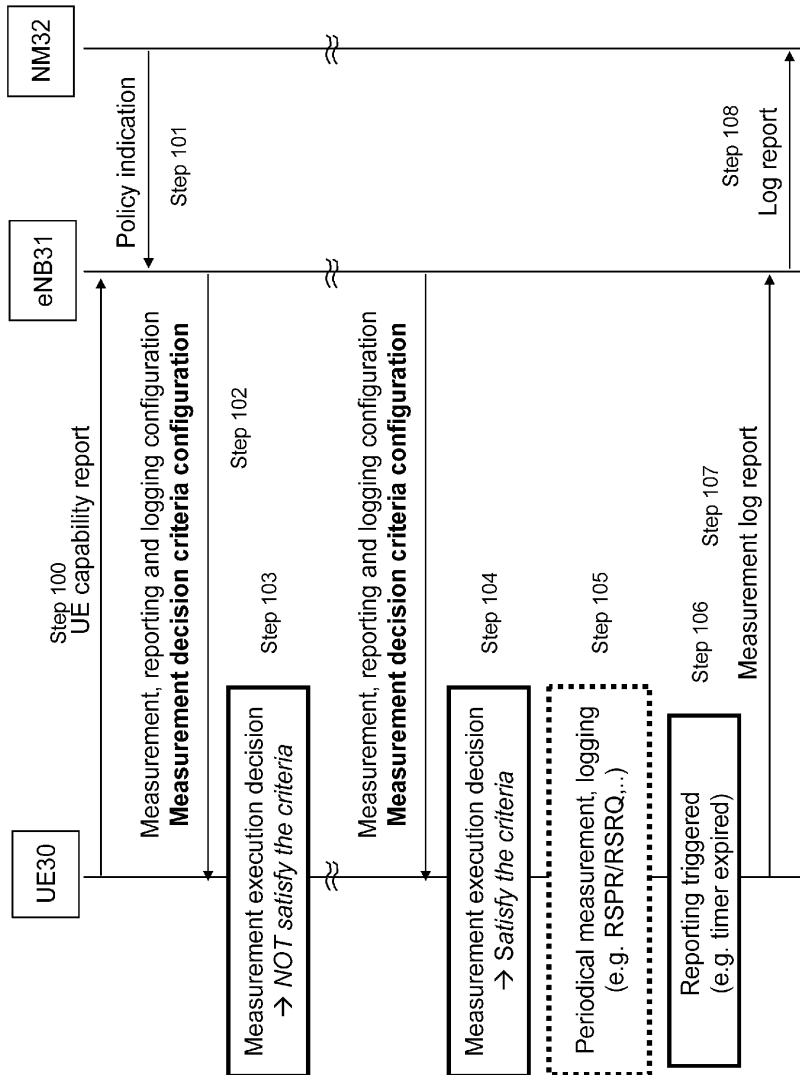 UE30
eNB31
NM32
Step 100
UE capability report
Policy indication
Step 101
Measurement, reporting and logging configuration
Measurement decision criteria configuration
Step 102
Measurement execution decision
→ NOT satisfy the criteria
Step 103
Measurement, reporting and logging configuration
Measurement decision criteria configuration
Measurement execution decision
→ Satisfy the criteria
Step 104
Periodical measurement, logging
(e.g. RSPR/RSRQ,..)
Step 105
Reporting triggered
(e.g. timer expired)
Step 106
Step 107
Measurement log report
Step 108
Log report